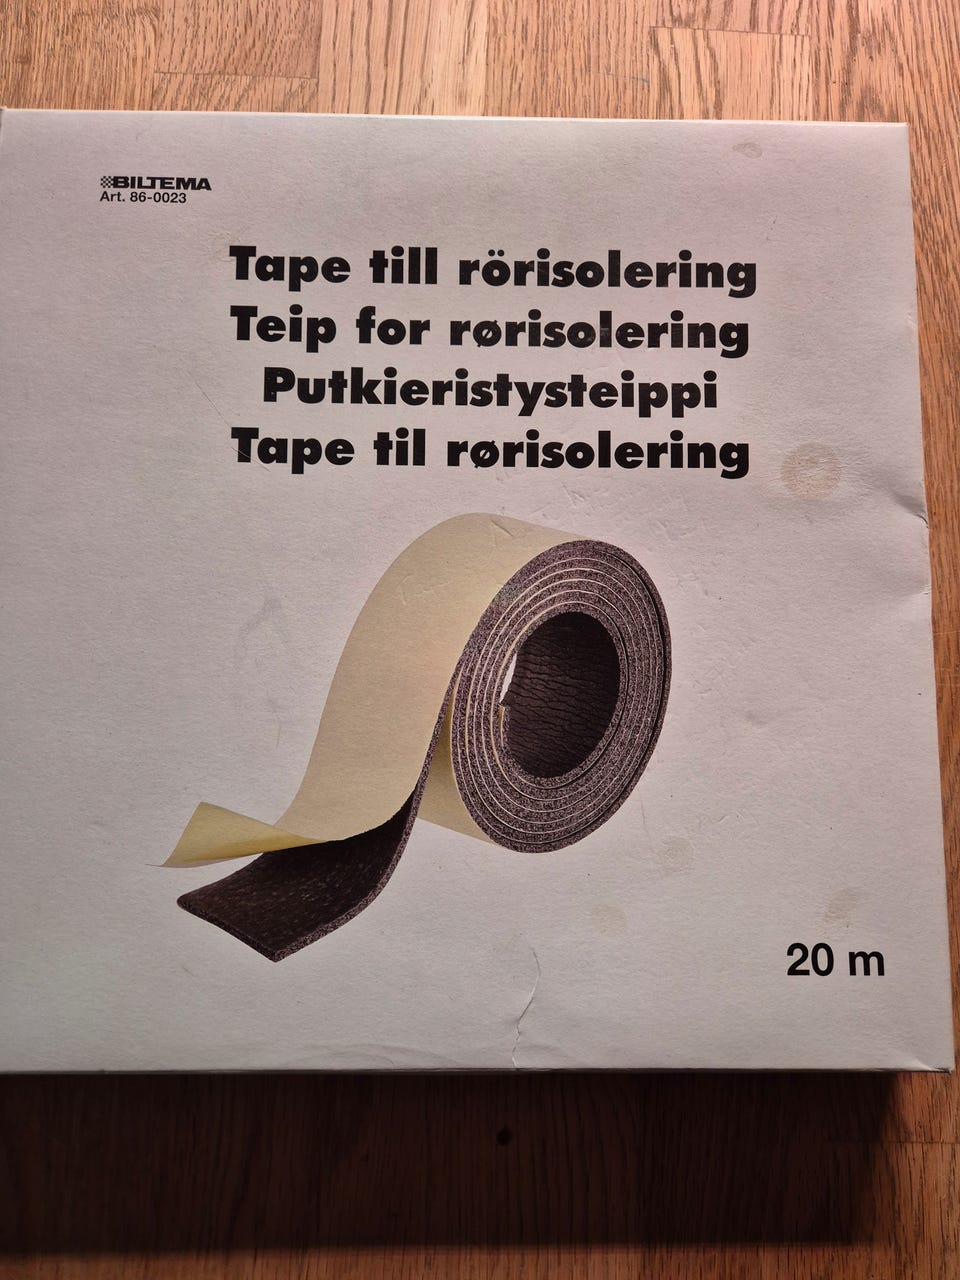 BILTEMA
Art. 86-0023
Tape till rörisolering
Teip for rørisolering
Putkieristysteippi
Tape til rørisolering
20 m